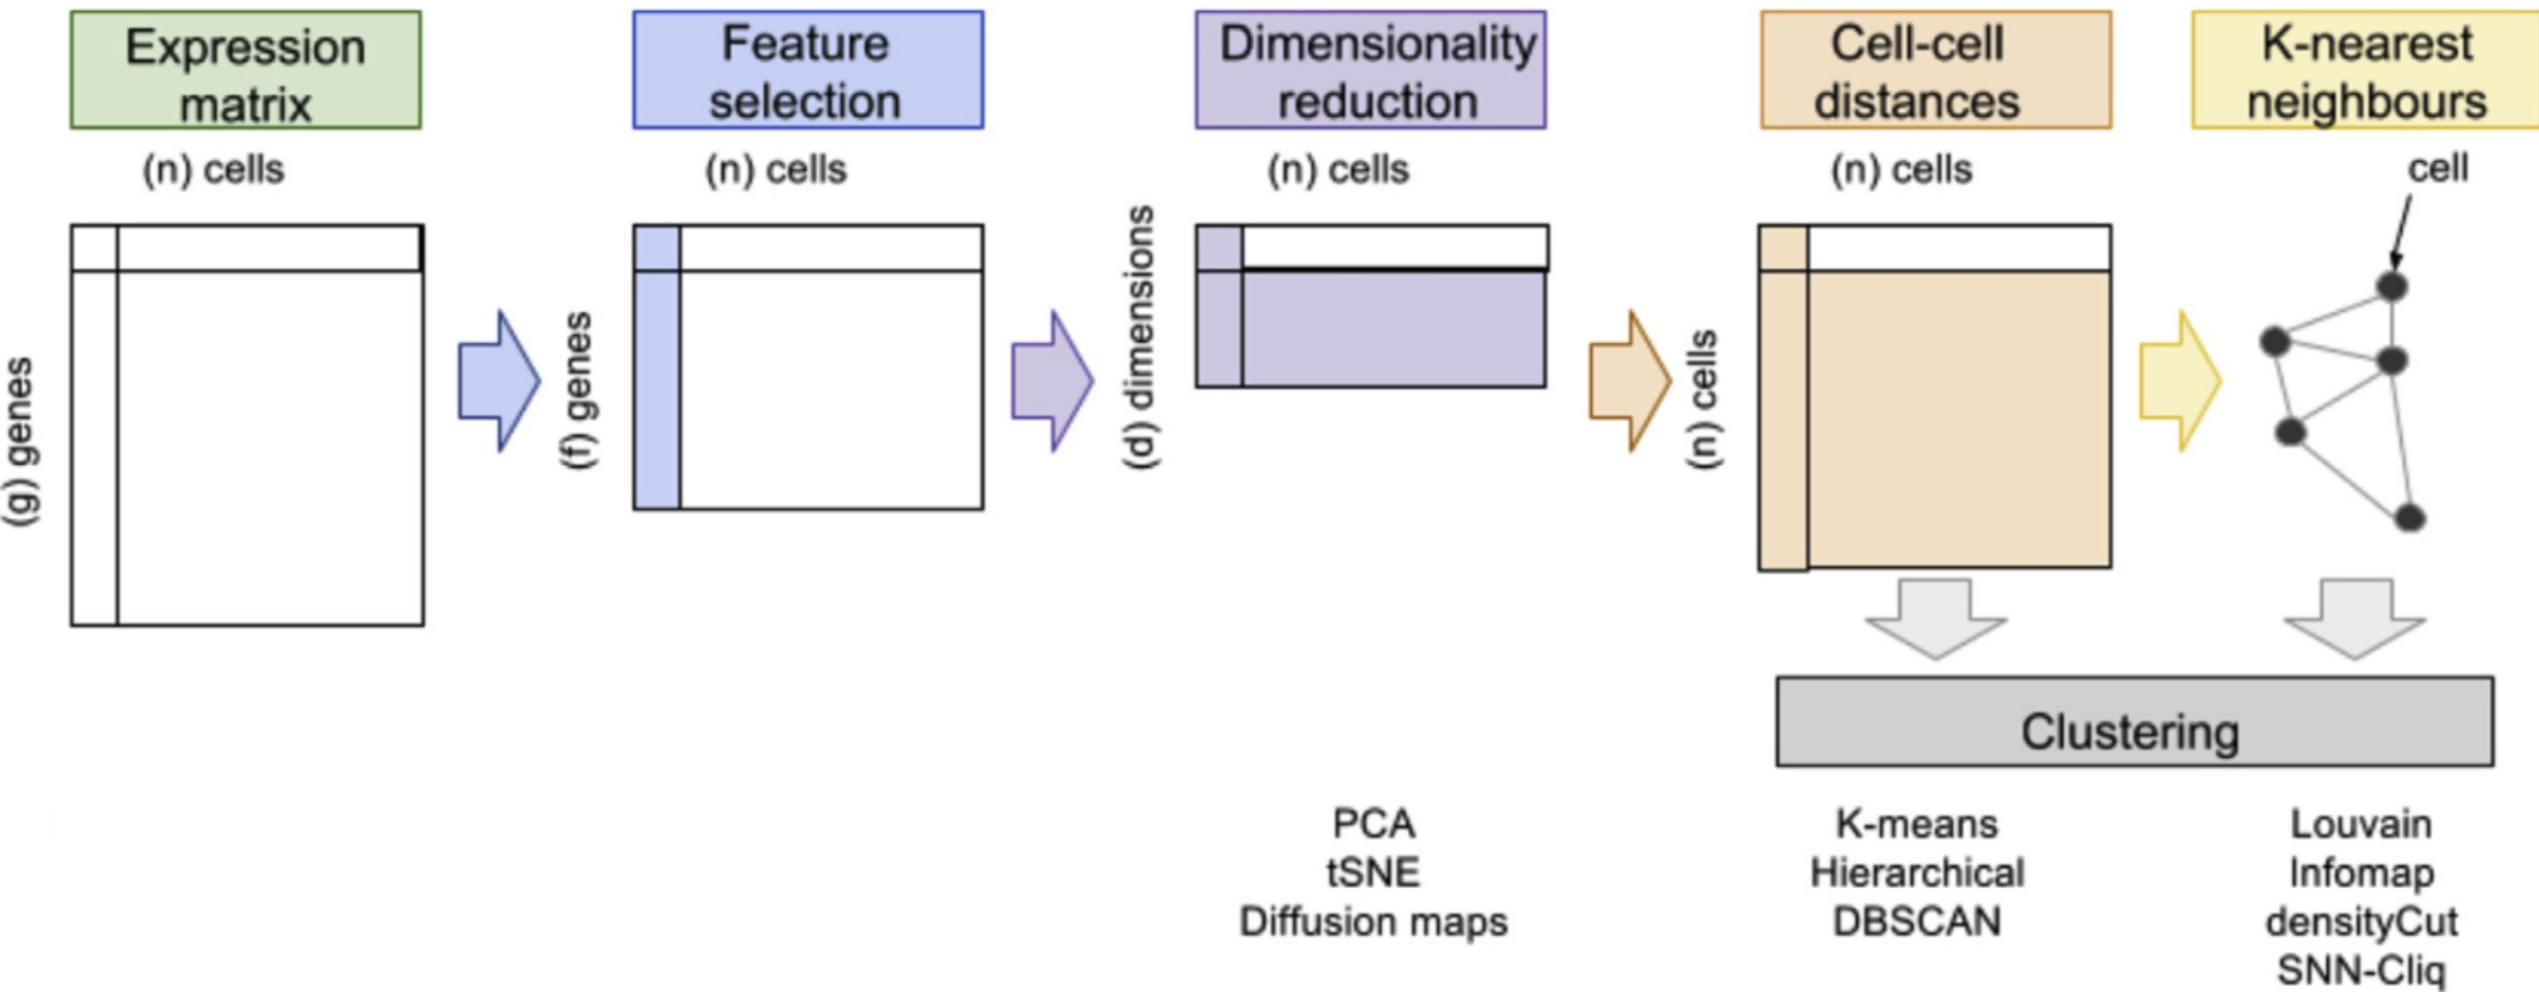 Expression
matrix
Feature
selection
Dimensionality
reduction
Cell-cell
distances
K-nearest
neighbours
(n) cells
(n) cells
(n) cells
(n) cells
cell
(g) genes
(f) genes
(d) dimensions
(n) cells
Clustering
PCA
tSNE
Diffusion maps
K-means
Hierarchical
DBSCAN
Louvain
Infomap
densityCut
SNN-Cliq